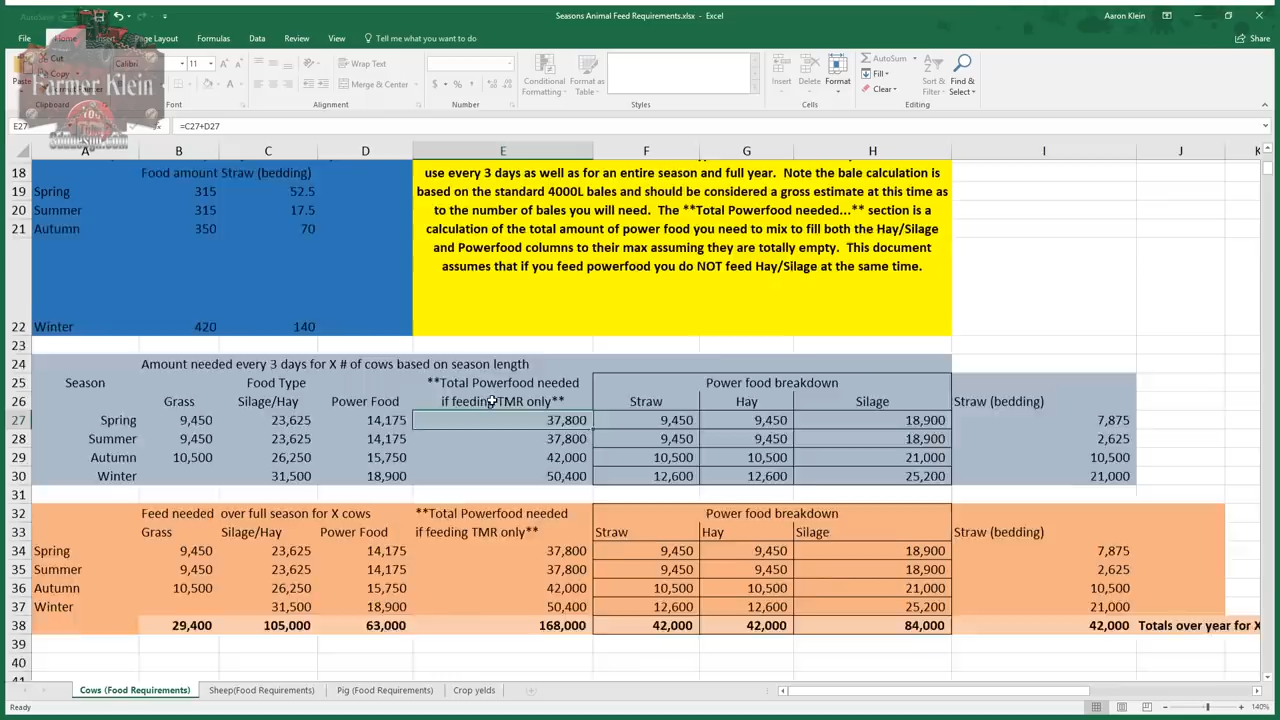 AutoSave
Seasons Animal Feed Requirements.xlsx - Excel
Aaron Klein
File Home Insert Page Layout Formulas Data Review View Tell me what you want to do
Share
Paste
Cut
Copy
Calibri 11
Wrap Text
Merge & Center
$ % ,
Conditional Formatting
Format as Table
Insert Delete Format
AutoSum
Fill
Clear
Sort & Filter
Find & Select
Clipboard Font Alignment Number Styles Cells Editing
Farmer Klein
You
Tube
E27 =C27+D27
A B C D E F G H I J K
18 Food amount Straw (bedding)
19 Spring 315 52.5
20 Summer 315 17.5
21 Autumn 350 70
22 Winter 420 140
use every 3 days as well as for an entire season and full year. Note the bale calculation is
based on the standard 4000L bales and should be considered a gross estimate at this time as
to the number of bales you will need. The **Total Powerfood needed...** section is a
calculation of the total amount of power food you need to mix to fill both the Hay/Silage
and Powerfood columns to their max assuming they are totally empty. This document
assumes that if you feed powerfood you do NOT feed Hay/Silage at the same time.
23
24 Amount needed every 3 days for X # of cows based on season length
25 Season Food Type **Total Powerfood needed Power food breakdown
26 Grass Silage/Hay Power Food if feeding TMR only** Straw Hay Silage Straw (bedding)
27 Spring 9,450 23,625 14,175 37,800 9,450 9,450 18,900 7,875
28 Summer 9,450 23,625 14,175 37,800 9,450 9,450 18,900 2,625
29 Autumn 10,500 26,250 15,750 42,000 10,500 10,500 21,000 10,500
30 Winter 31,500 18,900 50,400 12,600 12,600 25,200 21,000
31
32 Feed needed over full season for X cows **Total Powerfood needed Power food breakdown
33 Grass Silage/Hay Power Food if feeding TMR only** Straw Hay Silage Straw (bedding)
34 Spring 9,450 23,625 14,175 37,800 9,450 9,450 18,900 7,875
35 Summer 9,450 23,625 14,175 37,800 9,450 9,450 18,900 2,625
36 Autumn 10,500 26,250 15,750 42,000 10,500 10,500 21,000 10,500
37 Winter 31,500 18,900 50,400 12,600 12,600 25,200 21,000
38 29,400 105,000 63,000 168,000 42,000 42,000 84,000 42,000 Totals over year for X
39
40
41
Cows (Food Requirements) Sheep(Food Requirements) Pig (Food Requirements) Crop yelds
Ready
140%